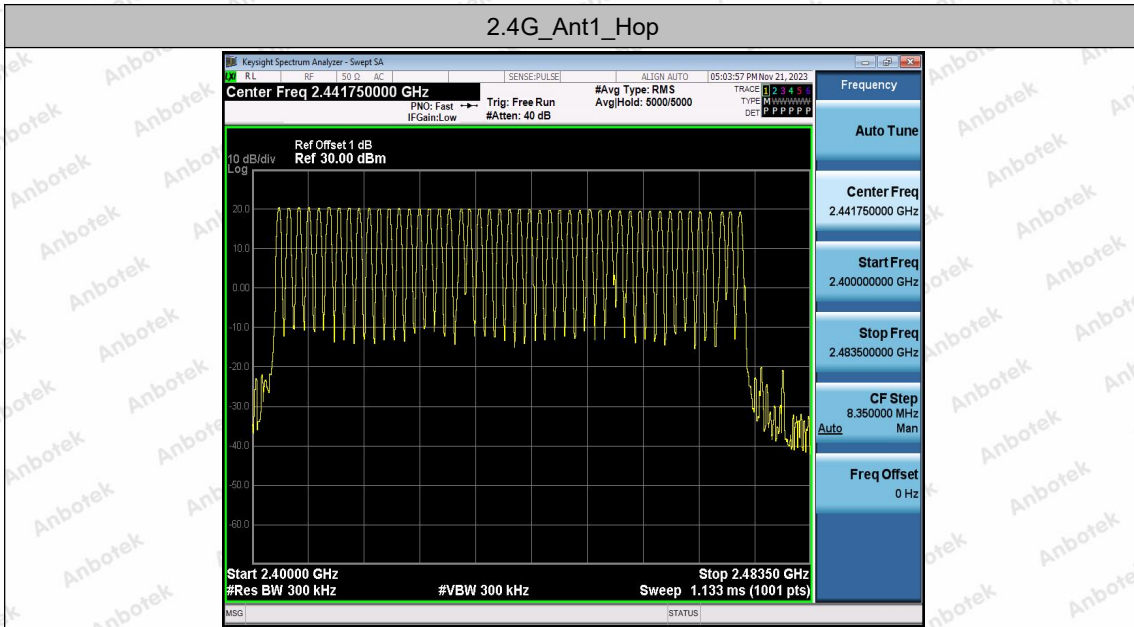 2.4G_Ant1_Hop
Keysight Spectrum Analyzer - Swept SA
LXI RL RF 50 Ω AC SENSE:PULSE ALIGN AUTO 05:03:57 PM Nov 21, 2023
Center Freq 2.441750000 GHz
PNO: Fast
IFGain:Low
Trig: Free Run
#Atten: 40 dB
#Avg Type: RMS
Avg|Hold: 5000/5000
TRACE 1 2 3 4 5 6
TYPE M W W W W W
DET P P P P P P
Ref Offset 1 dB
10 dB/div Ref 30.00 dBm
Log
20.0
10.0
0.00
-10.0
-20.0
-30.0
-40.0
-50.0
-60.0
Start 2.40000 GHz Stop 2.48350 GHz
#Res BW 300 kHz #VBW 300 kHz Sweep 1.133 ms (1001 pts)
MSG STATUS
Frequency
Auto Tune
Center Freq
2.441750000 GHz
Start Freq
2.400000000 GHz
Stop Freq
2.483500000 GHz
CF Step
8.350000 MHz
Auto Man
Freq Offset
0 Hz
Anbotek